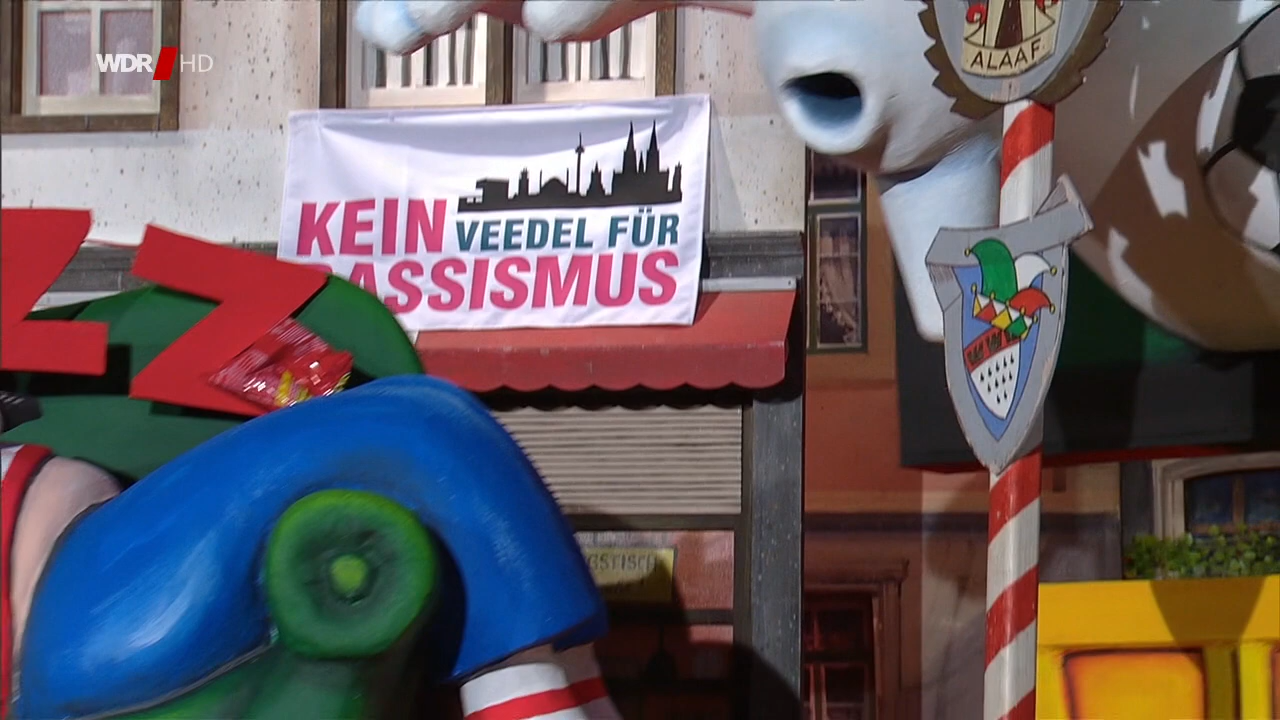 WDR HD
ALAAF
KEIN
VEEDEL FÜR
ASSISMUS